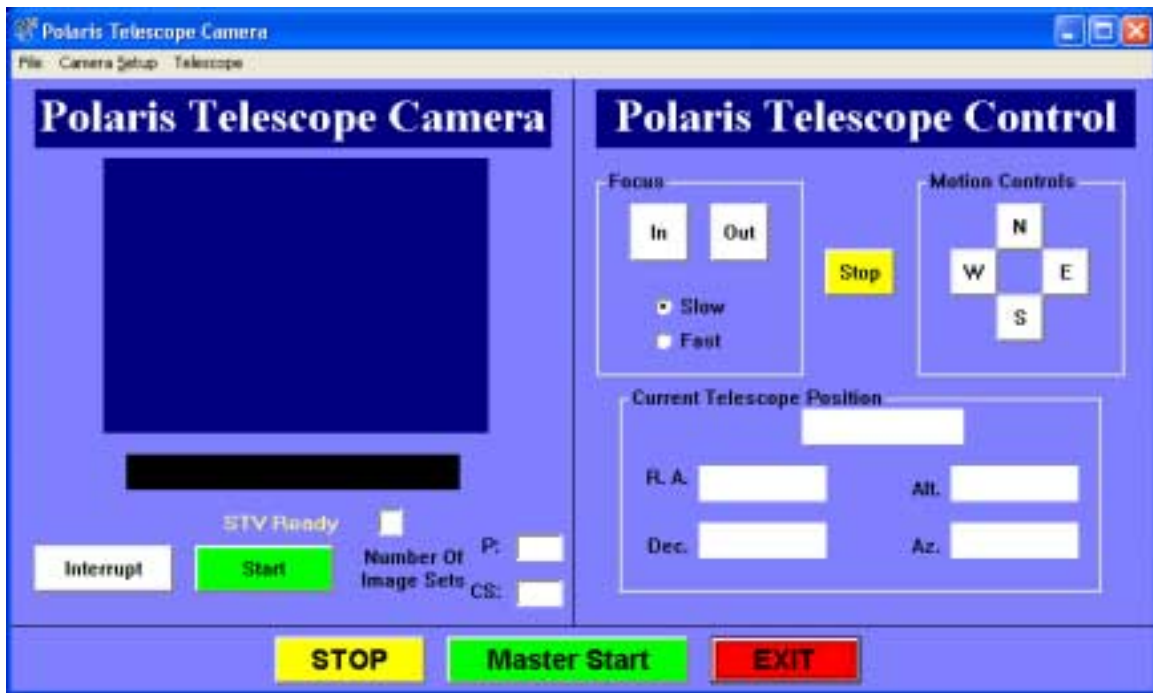 Polaris Telescope Camera
File Camera Setup Telescope
Polaris Telescope Camera
STV Ready
Interrupt Start
Number Of
Image Sets
P:
CS:
Polaris Telescope Control
Focus
In Out
Slow
Fast
Stop
Motion Controls
N
W E
S
Current Telescope Position
R. A. Alt.
Dec. Az.
STOP Master Start EXIT